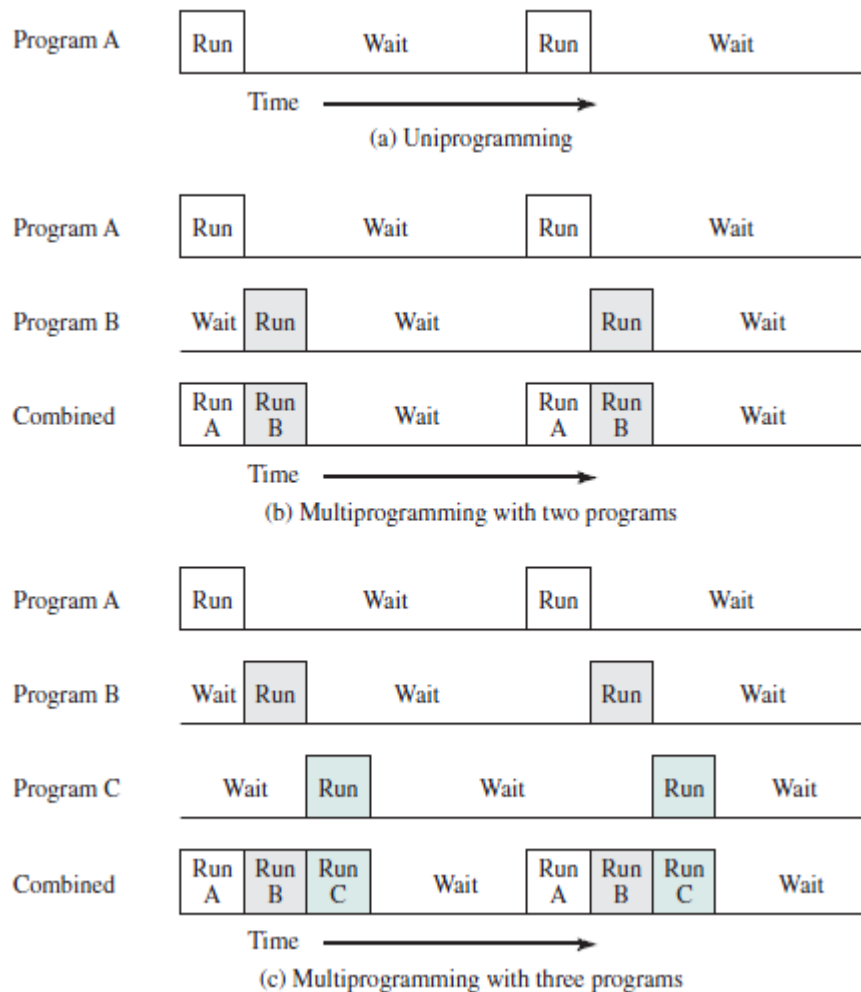 Program A Run Wait Run Wait
Time
(a) Uniprogramming
Program A Run Wait Run Wait
Program B Wait Run Wait Run Wait
Combined Run A Run B Wait Run A Run B Wait
Time
(b) Multiprogramming with two programs
Program A Run Wait Run Wait
Program B Wait Run Wait Run Wait
Program C Wait Run Wait Run Wait
Combined Run A Run B Run C Wait Run A Run B Run C Wait
Time
(c) Multiprogramming with three programs